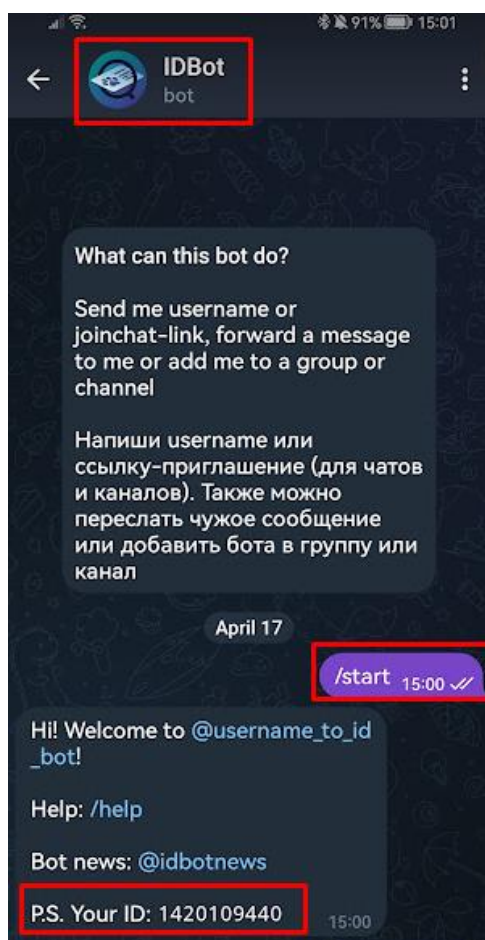 91% 15:01
IDBot
bot
What can this bot do?
Send me username or
joinchat-link, forward a message
to me or add me to a group or
channel
Напиши username или
ссылку-приглашение (для чатов
и каналов). Также можно
переслать чужое сообщение
или добавить бота в группу или
канал
April 17
/start 15:00
Hi! Welcome to @username_to_id
_bot!
Help: /help
Bot news: @idbotnews
P.S. Your ID: 1420109440 15:00